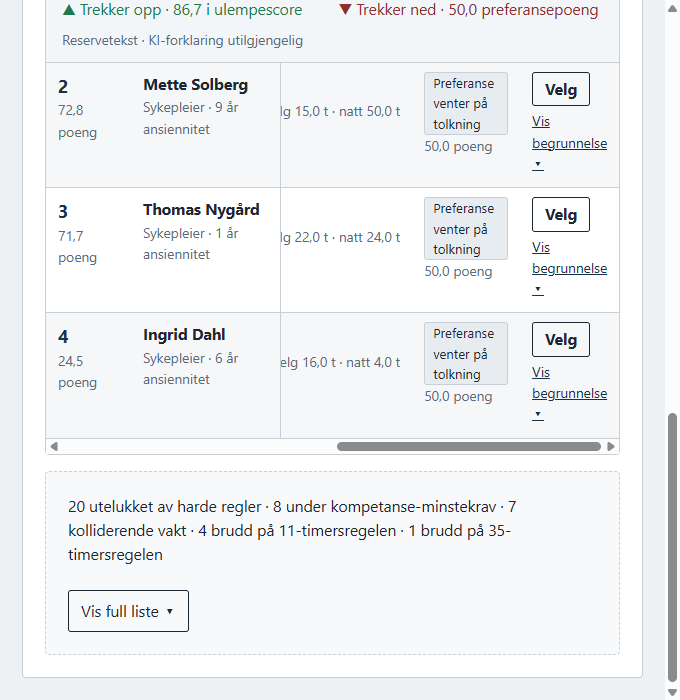 ▲ Trekker opp · 86,7 i ulempescore ▼ Trekker ned · 50,0 preferansepoeng
Reservetekst · KI-forklaring utilgjengelig
2
72,8
poeng
Mette Solberg
Sykepleier · 9 år
ansiennitet
lg 15,0 t · natt 50,0 t
Preferanse
venter på
tolkning
50,0 poeng
Velg
Vis
begrunnelse
▾
3
71,7
poeng
Thomas Nygård
Sykepleier · 1 år
ansiennitet
lg 22,0 t · natt 24,0 t
Preferanse
venter på
tolkning
50,0 poeng
Velg
Vis
begrunnelse
▾
4
24,5
poeng
Ingrid Dahl
Sykepleier · 6 år
ansiennitet
elg 16,0 t · natt 4,0 t
Preferanse
venter på
tolkning
50,0 poeng
Velg
Vis
begrunnelse
▾
20 utelukket av harde regler · 8 under kompetanse-minstekrav · 7
kolliderende vakt · 4 brudd på 11-timersregelen · 1 brudd på 35-
timersregelen
Vis full liste ▾